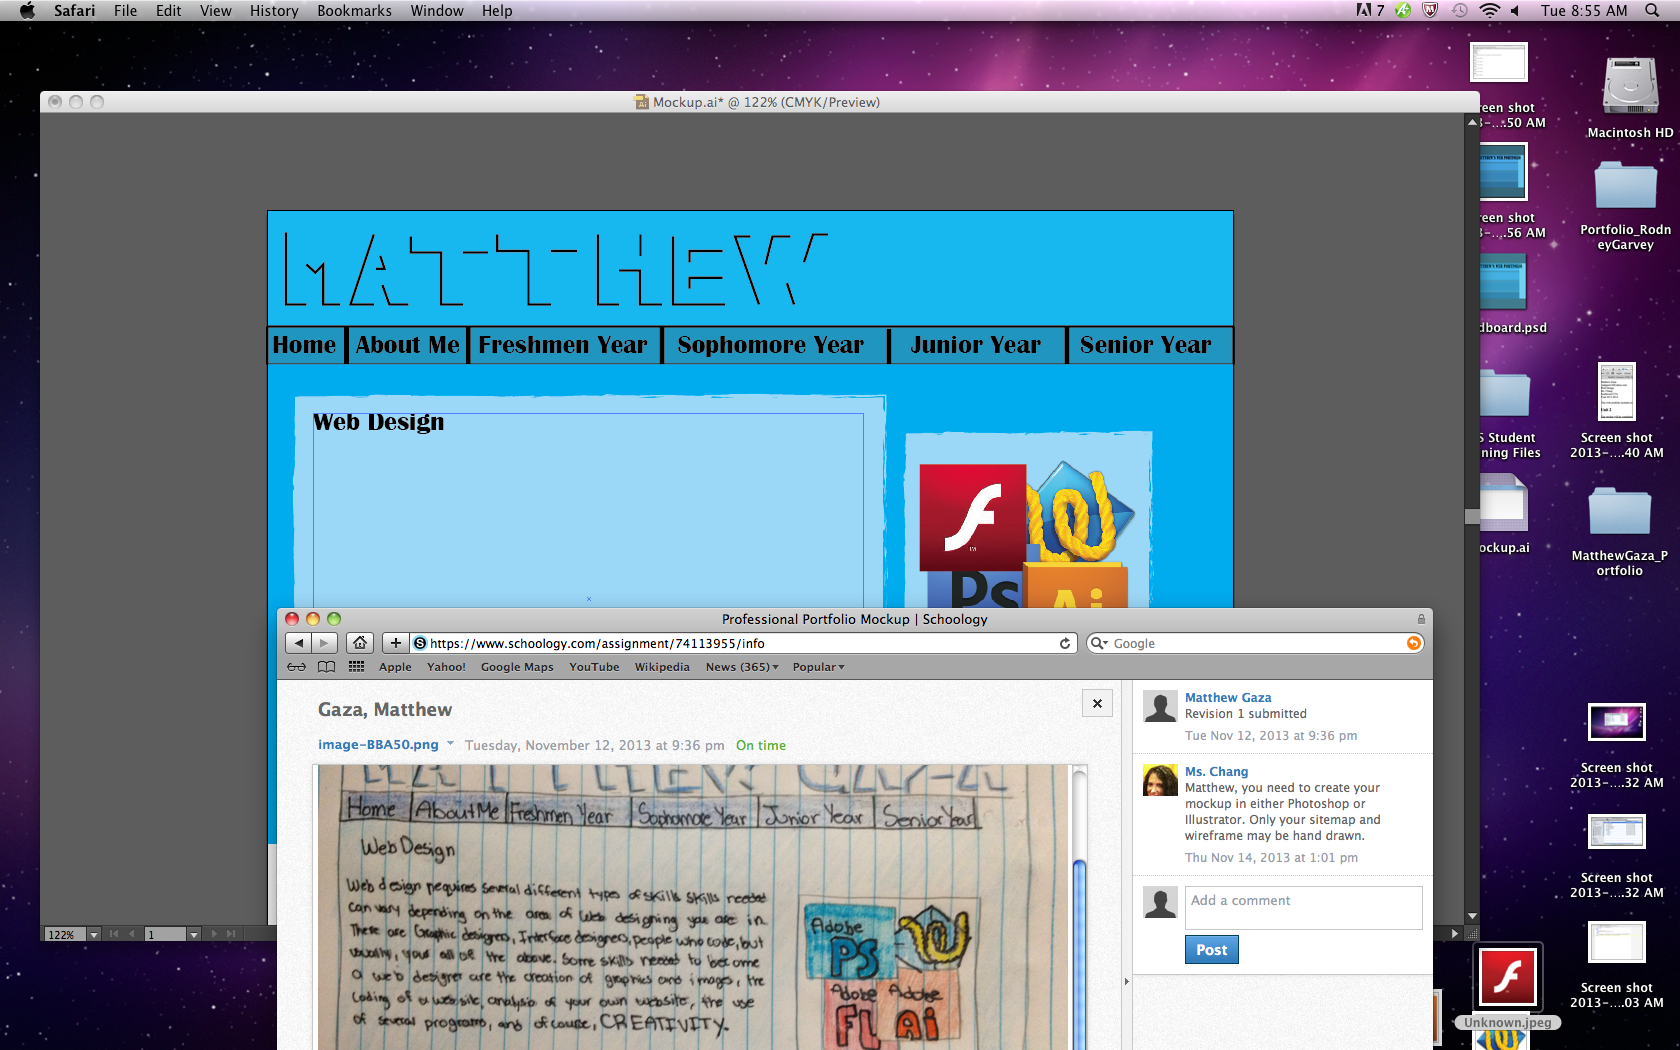 Safari File Edit View History Bookmarks Window Help
7 Tue 8:55 AM
Mockup.ai* @ 122% (CMYK/Preview)
MATTHEW
Home About Me Freshmen Year Sophomore Year Junior Year Senior Year
Web Design
Ps Ai
122% 1
Professional Portfolio Mockup | Schoology
https://www.schoology.com/assignment/74113955/info
Google
Apple Yahoo! Google Maps YouTube Wikipedia News (365) Popular
Gaza, Matthew
image-BBA50.png Tuesday, November 12, 2013 at 9:36 pm On time
Home About Me Freshmen Year Sophomore Year Junior Year Senior Year
Web Design
Web design requires several different types of skills skills needed
can vary depending on the area of web designing you are in.
These are Graphic designers, Interface designers, people who code, but
usually, your all of the above. Some skills needed to become
a web designer are the creation of graphics and images, the
coding of a website, analysis of your own website, the use
of several programs, and of course, CREATIVITY.
Adobe
PS
Adobe Adobe
FL Ai
Matthew Gaza
Revision 1 submitted
Tue Nov 12, 2013 at 9:36 pm
Ms. Chang
Matthew, you need to create your
mockup in either Photoshop or
Illustrator. Only your sitemap and
wireframe may be hand drawn.
Thu Nov 14, 2013 at 1:01 pm
Add a comment
Post
reen shot
3-....50 AM
Macintosh HD
reen shot
3-....56 AM
Portfolio_Rodn
eyGarvey
dboard.psd
S Student
ning Files
Screen shot
2013-....40 AM
ockup.ai
MatthewGaza_P
ortfolio
Screen shot
2013-....32 AM
Screen shot
2013-....32 AM
Screen shot
2013-....03 AM
Unknown.jpeg